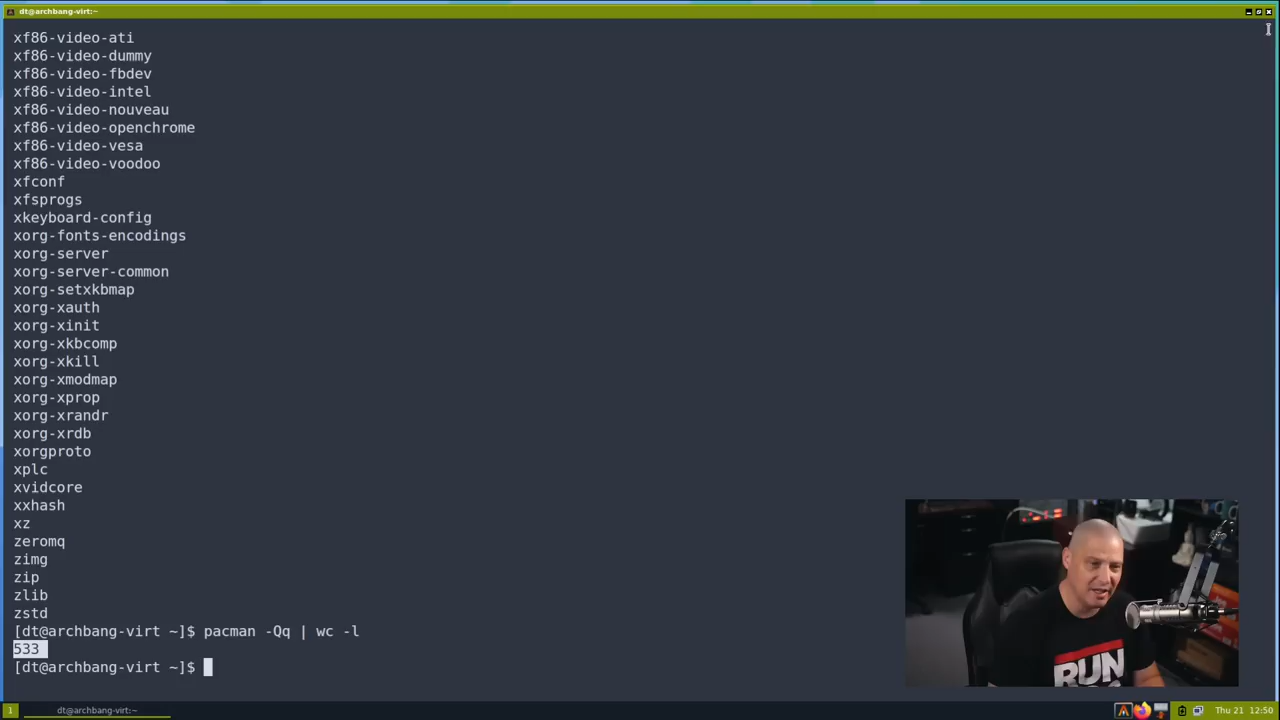 dt@archbang-virt:~
xf86-video-ati
xf86-video-dummy
xf86-video-fbdev
xf86-video-intel
xf86-video-nouveau
xf86-video-openchrome
xf86-video-vesa
xf86-video-voodoo
xfconf
xfsprogs
xkeyboard-config
xorg-fonts-encodings
xorg-server
xorg-server-common
xorg-setxkbmap
xorg-xauth
xorg-xinit
xorg-xkbcomp
xorg-xkill
xorg-xmodmap
xorg-xprop
xorg-xrandr
xorg-xrdb
xorgproto
xplc
xvidcore
xxhash
xz
zeromq
zimg
zip
zlib
zstd
[dt@archbang-virt ~]$ pacman -Qq | wc -l
533
[dt@archbang-virt ~]$
RUN
1 dt@archbang-virt:~ Thu 21 12:50